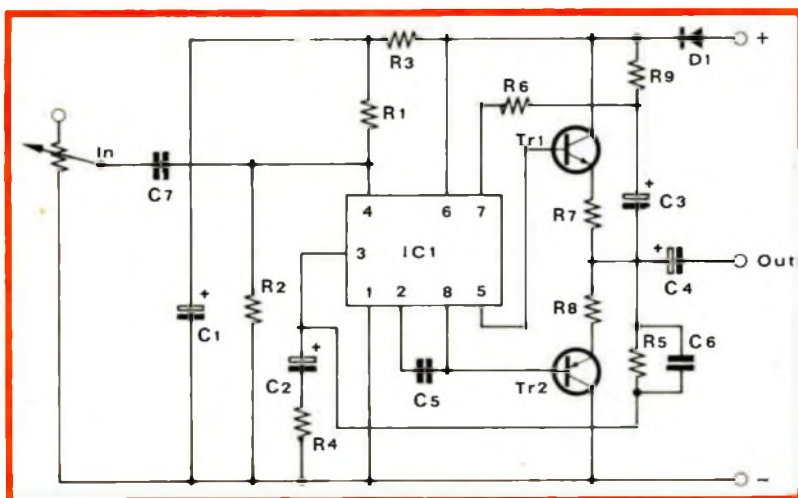 +
R3
D1
R9
R6
R1
Tr1
In
C7
+
C3
4 6 7
R7
+
C4
Out
3 IC1
R2
1 2 8 5
R8
+
C1
+
C2
C5
R5 C6
Tr2
R4
-